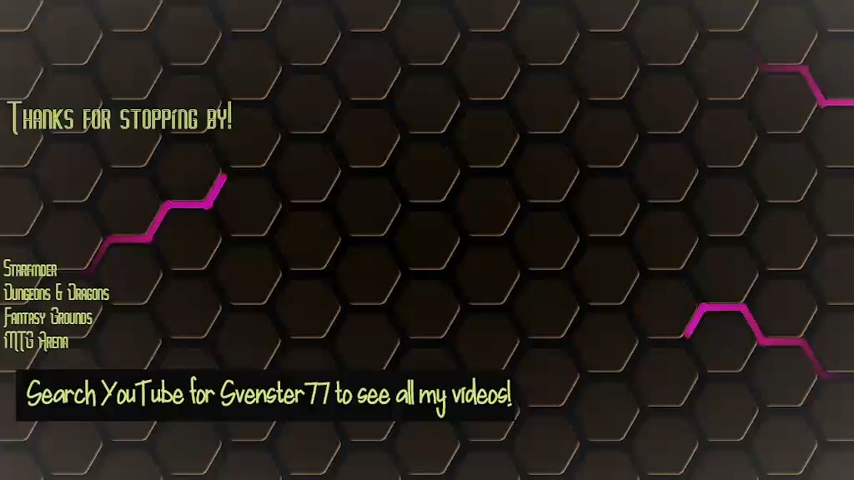 Thanks for stopping by!
Starfinder
Dungeons & Dragons
Fantasy Grounds
MTG Arena
Search YouTube for Svenster77 to see all my videos!